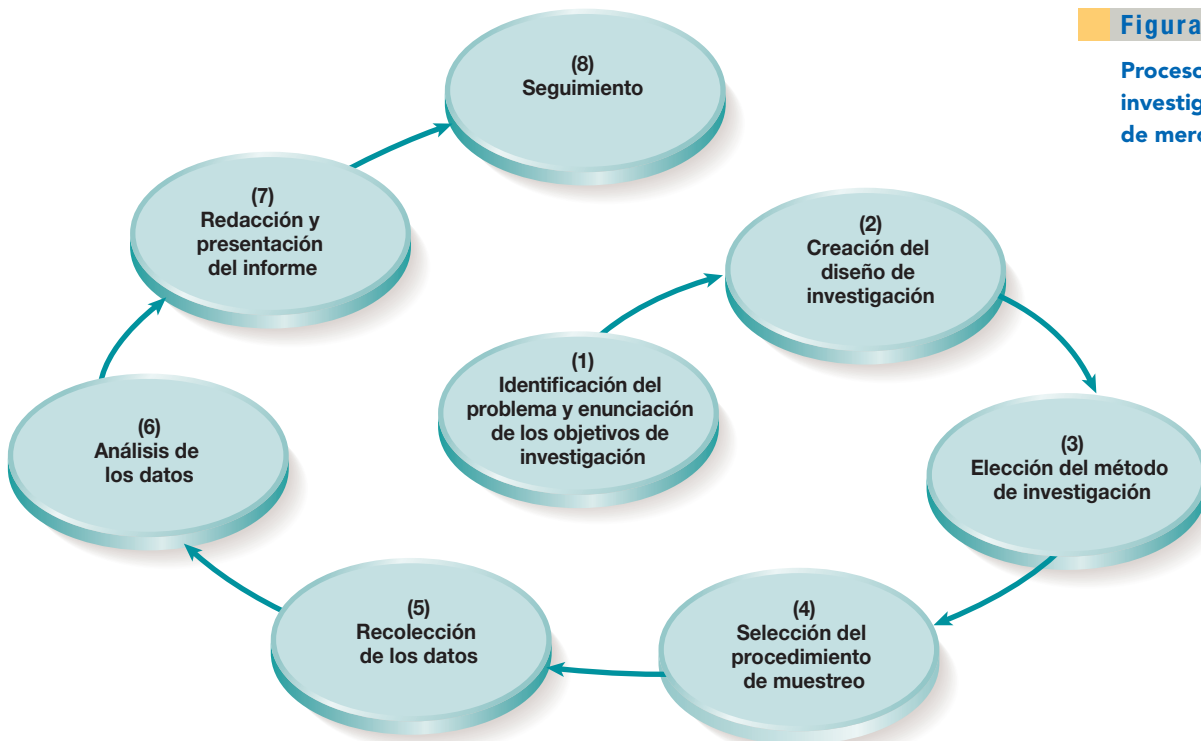 Figura
Proceso
de
(1)
Identificación del
problema y enunciación
de los objetivos de
investigación
(2)
Creación del
diseño de
investigación
(3)
Elección del método
de investigación
(4)
Selección del
procedimiento
de muestreo
(5)
Recolección
de los datos
(6)
Análisis de
los datos
(7)
Redacción y
presentación
del informe
(8)
Seguimiento